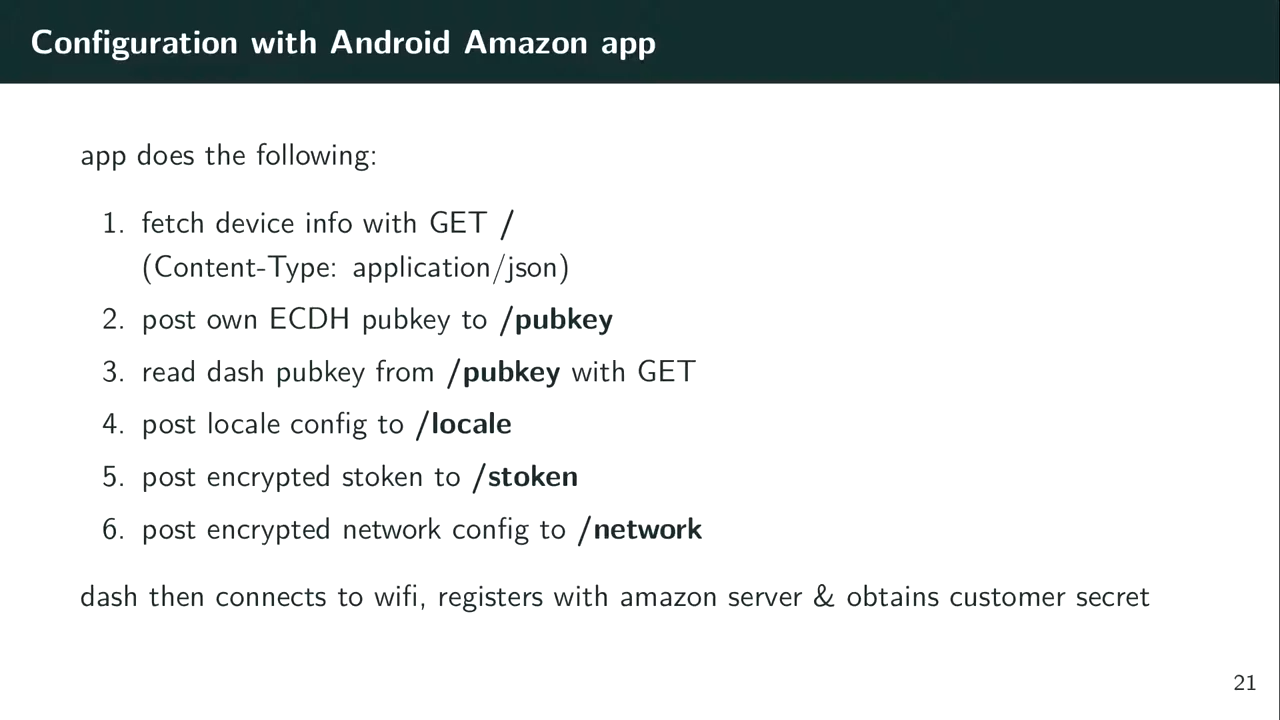 Configuration with Android Amazon app
app does the following:
1. fetch device info with GET /
(Content-Type: application/json)
2. post own ECDH pubkey to /pubkey
3. read dash pubkey from /pubkey with GET
4. post locale config to /locale
5. post encrypted stoken to /stoken
6. post encrypted network config to /network
dash then connects to wifi, registers with amazon server & obtains customer secret
21